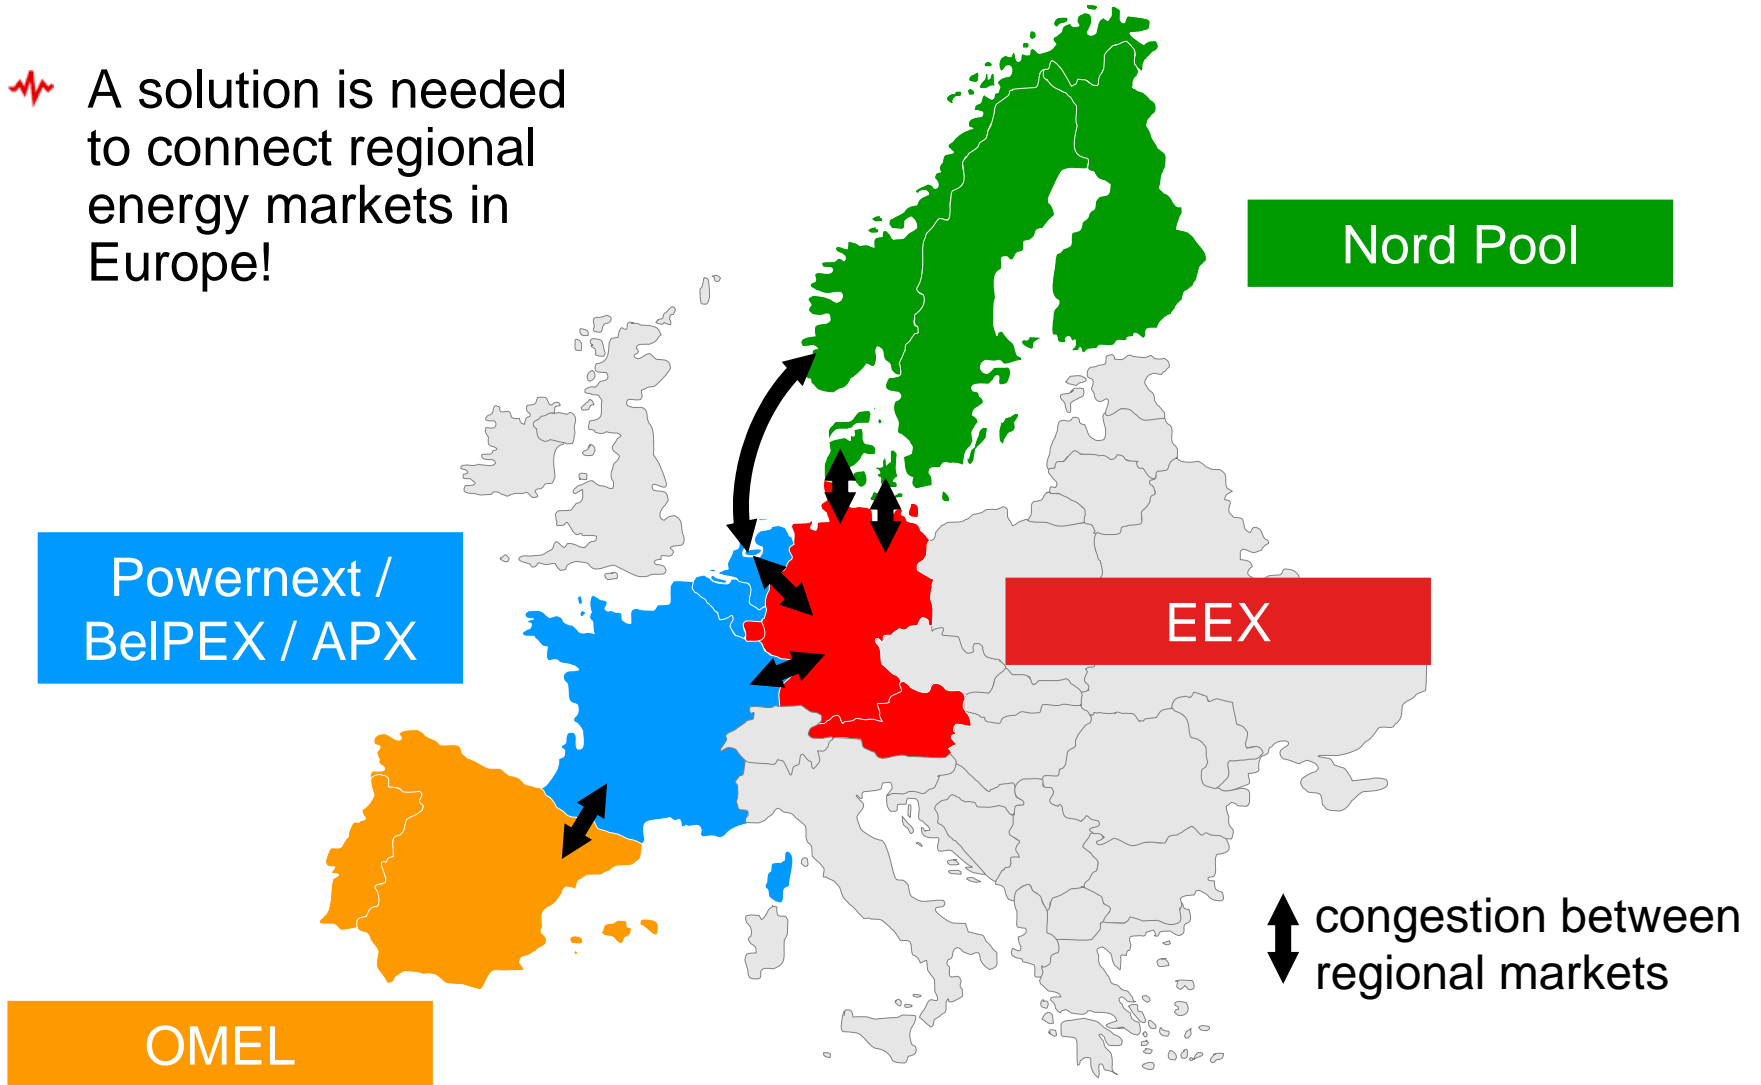 A solution is needed
to connect regional
energy markets in
Europe!
Nord Pool
Powernext /
BelPEX / APX
EEX
congestion between
regional markets
OMEL